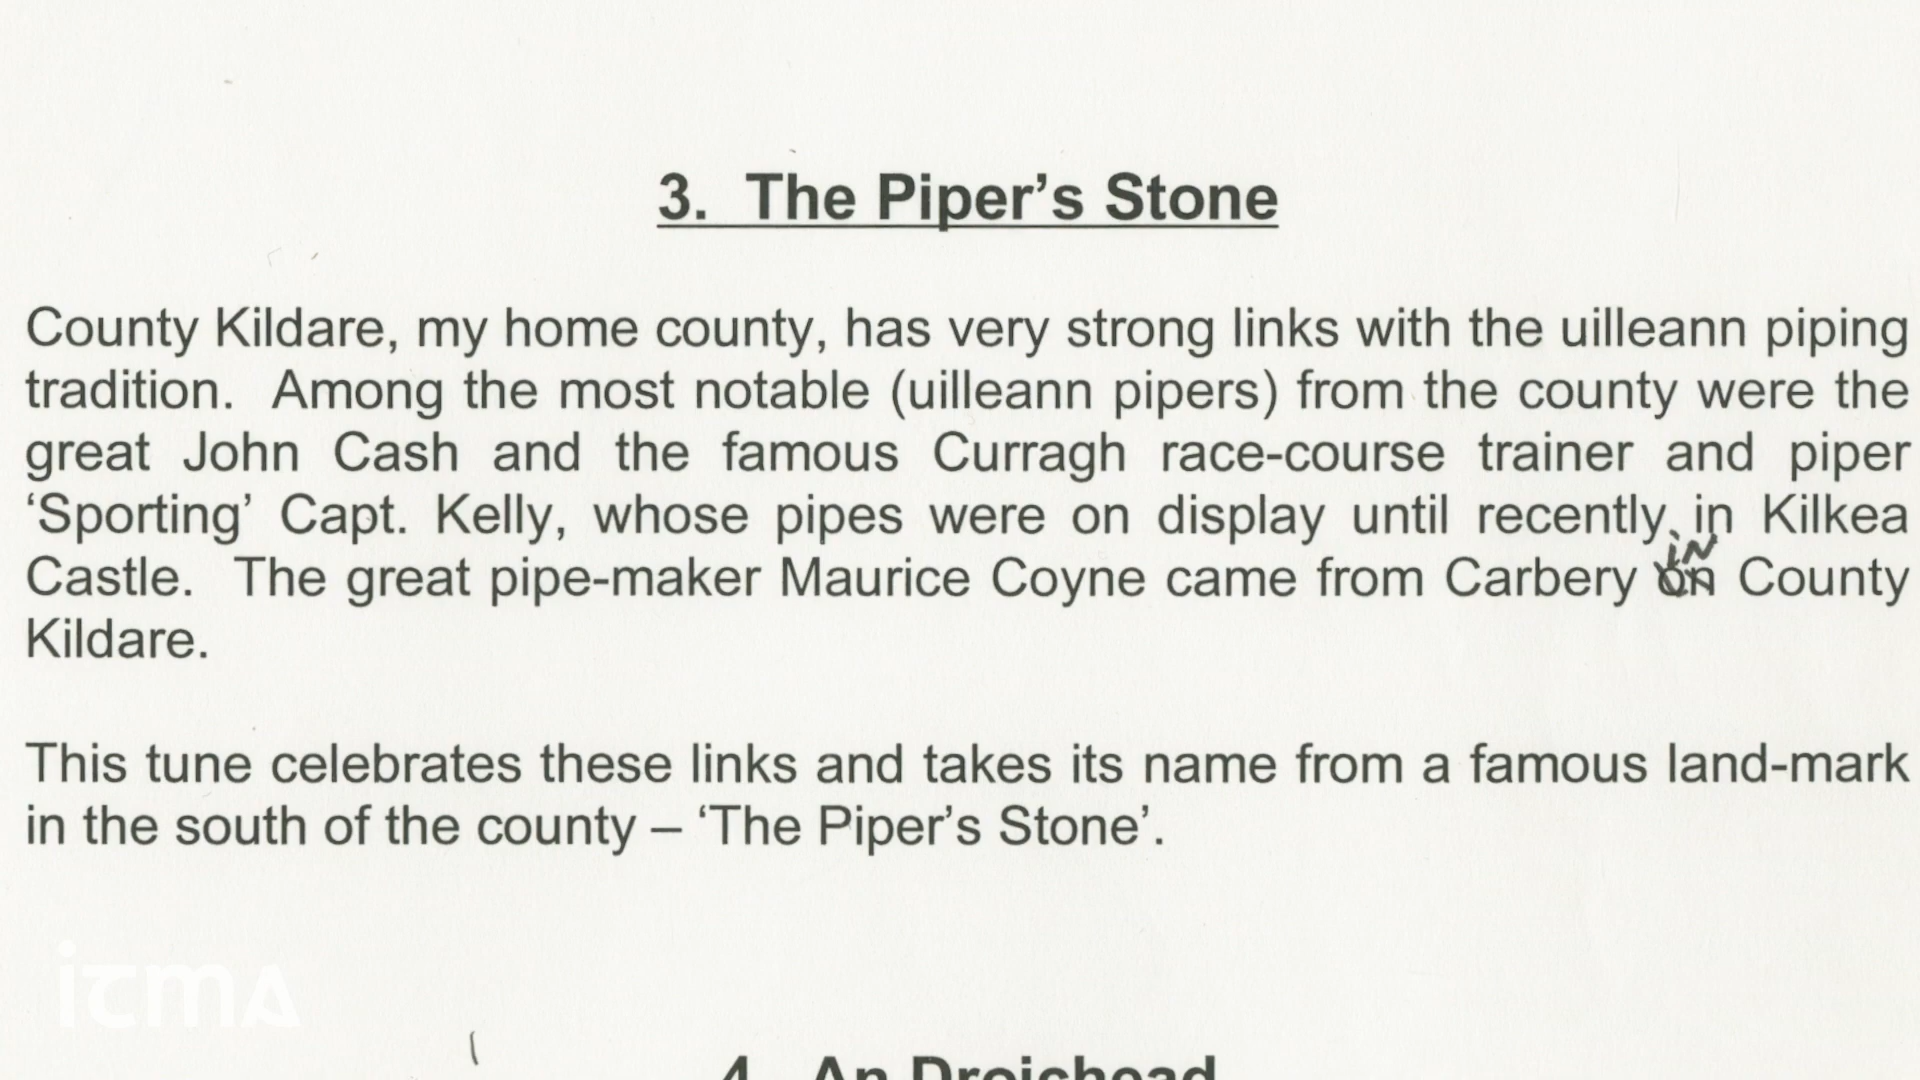 3. The Piper’s Stone
County Kildare, my home county, has very strong links with the uilleann piping
tradition. Among the most notable (uilleann pipers) from the county were the
great John Cash and the famous Curragh race-course trainer and piper
‘Sporting’ Capt. Kelly, whose pipes were on display until recently, in Kilkea
in
Castle. The great pipe-maker Maurice Coyne came from Carbery on County
Kildare.
This tune celebrates these links and takes its name from a famous land-mark
in the south of the county – ‘The Piper’s Stone’.
itma
4. An Droichead